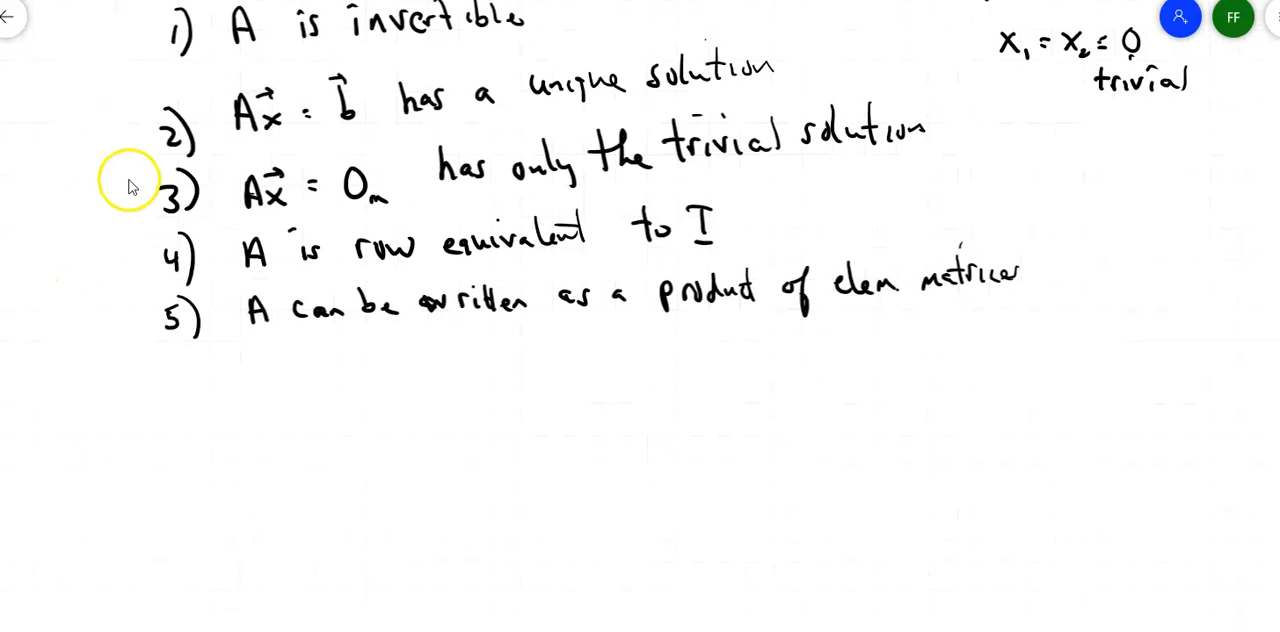 1) A is invertible
FF
x₁ = x₂ = 0
trivial
2) Ax⃗ = b⃗ has a unique solution
3) Ax⃗ = 0ₘ has only the trivial solution
4) A is row equivalent to I
5) A can be written as a product of elem matrices